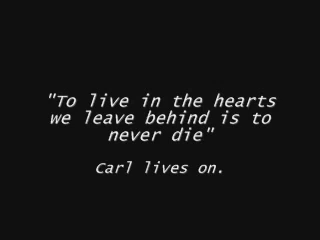 "To live in the hearts
we leave behind is to
never die"
Carl lives on.